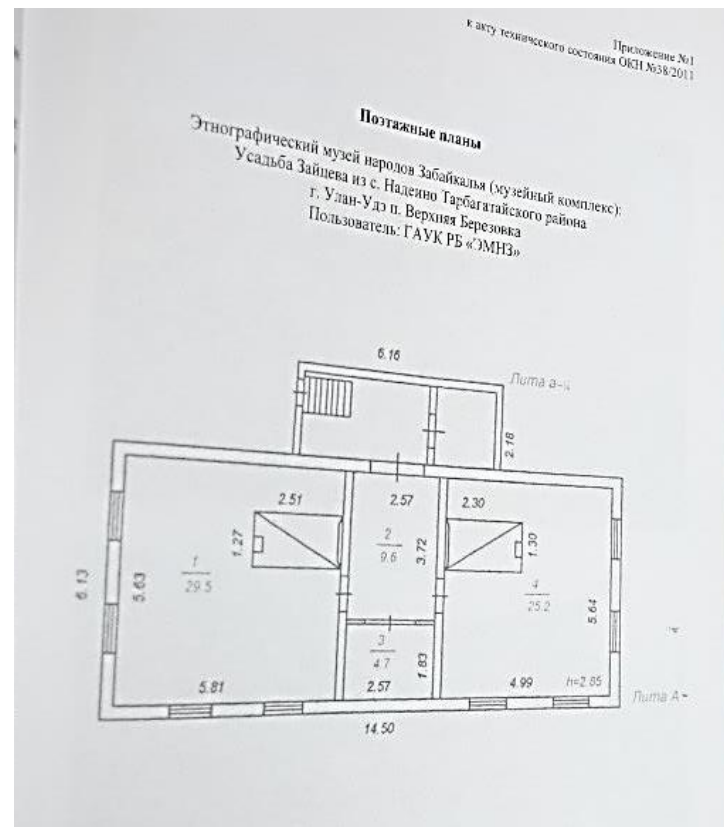 Приложение №1
к акту технического состояния ОКН №38/2011
Поэтажные планы
Этнографический музей народов Забайкалья (музейный комплекс):
Усадьба Зайцева из с. Надеино Тарбагатайского района
г. Улан-Удэ п. Верхняя Березовка
Пользователь: ГАУК РБ «ЭМНЗ»
6.16
Лита а-
2.18
2.51
2.57
2.30
1.27
1
29.5
2
9.6
3.72
1.30
4
25.2
6.13
5.63
5.64
3
4.7
1.83
5.81
2.57
4.99
h=2.85
Лита А-
14.50